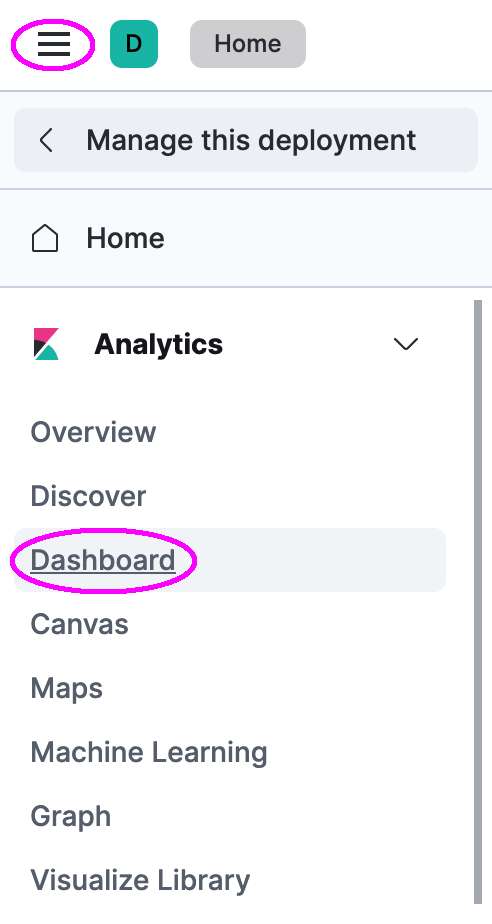 D Home
Manage this deployment
Home
Analytics
Overview
Discover
Dashboard
Canvas
Maps
Machine Learning
Graph
Visualize Library